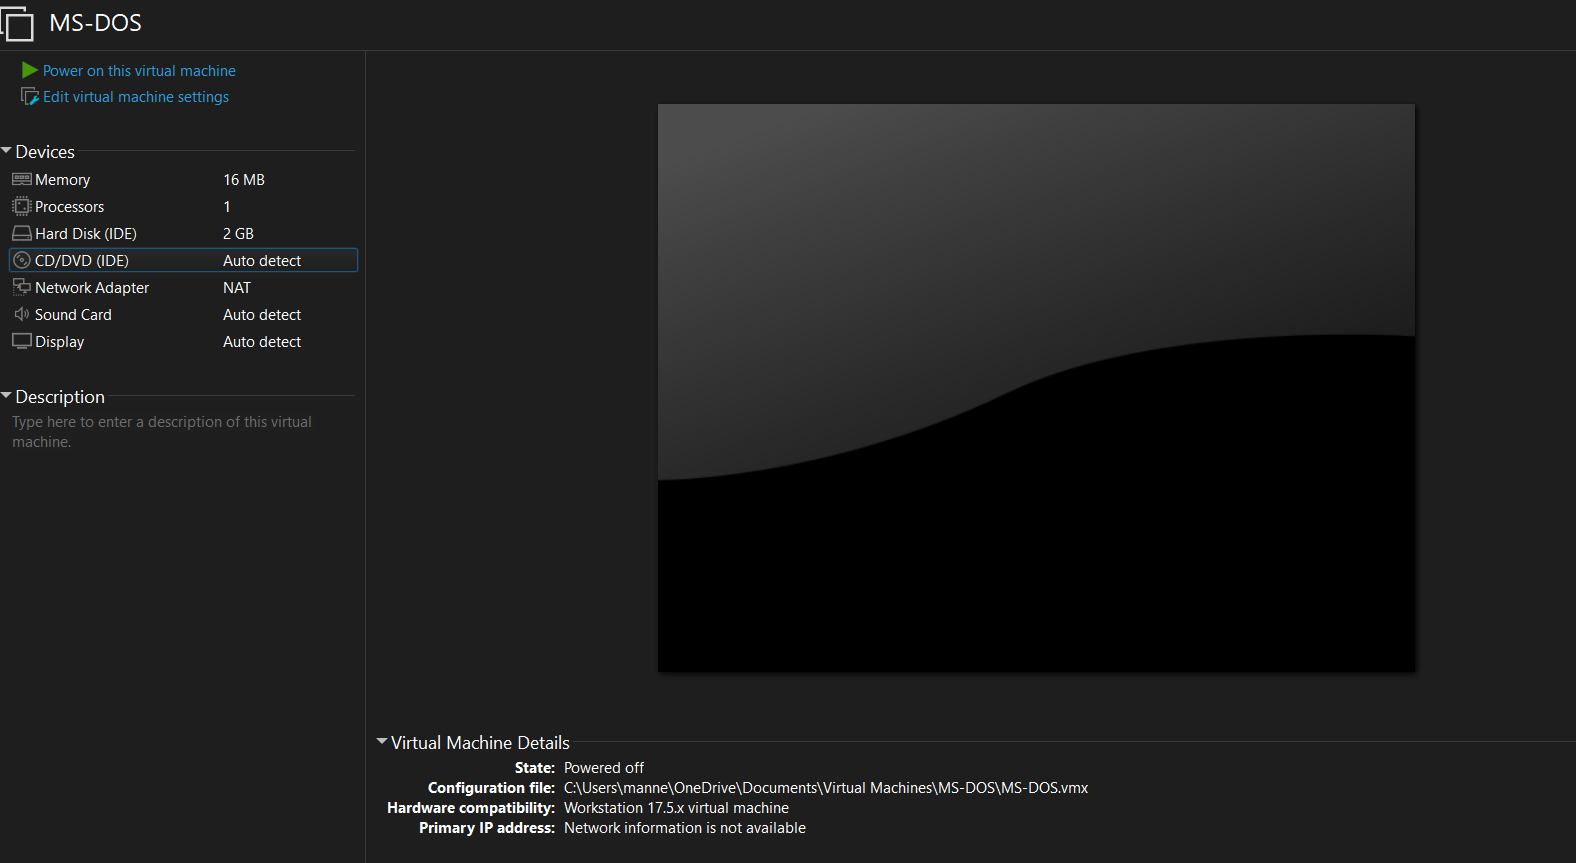 MS-DOS
Power on this virtual machine
Edit virtual machine settings
Devices
Memory 16 MB
Processors 1
Hard Disk (IDE) 2 GB
CD/DVD (IDE) Auto detect
Network Adapter NAT
Sound Card Auto detect
Display Auto detect
Description
Type here to enter a description of this virtual
machine.
Virtual Machine Details
State: Powered off
Configuration file: C:\Users\manne\OneDrive\Documents\Virtual Machines\MS-DOS\MS-DOS.vmx
Hardware compatibility: Workstation 17.5.x virtual machine
Primary IP address: Network information is not available